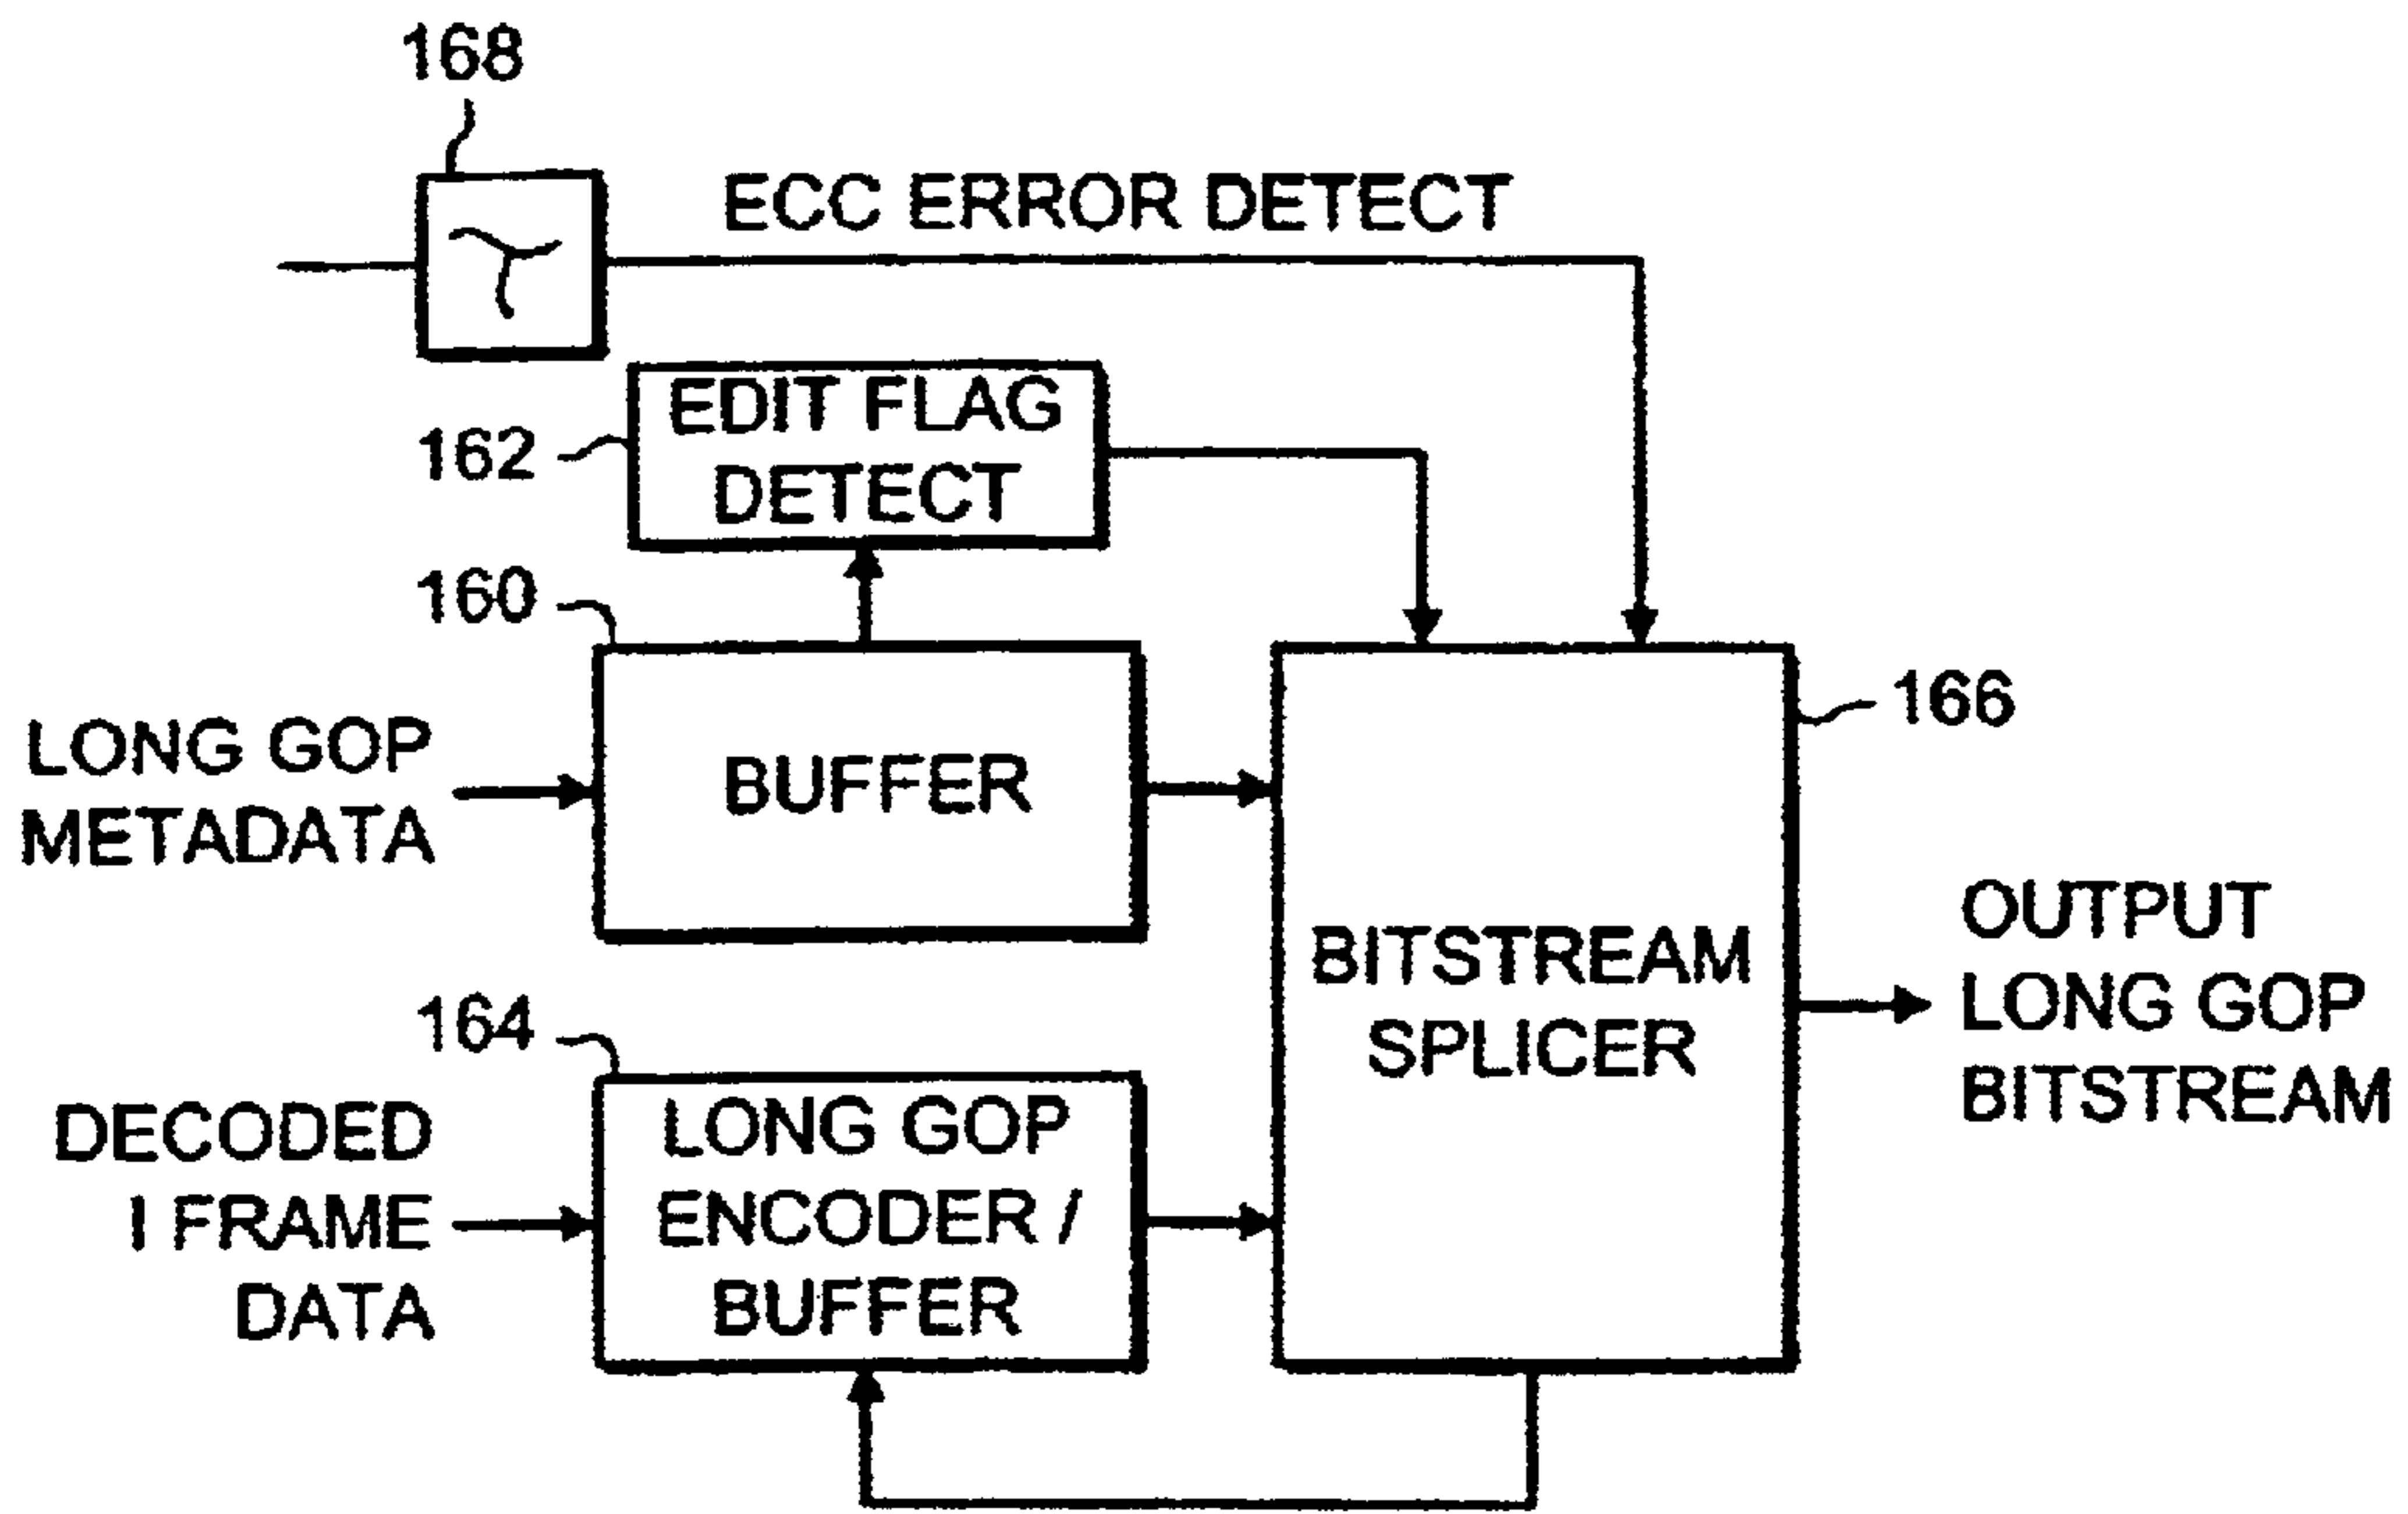 168
ECC ERROR DETECT
162
EDIT FLAG
DETECT
160
LONG GOP
METADATA
BUFFER
166
BITSTREAM
SPLICER
OUTPUT
LONG GOP
BITSTREAM
164
DECODED
I FRAME
DATA
LONG GOP
ENCODER /
BUFFER